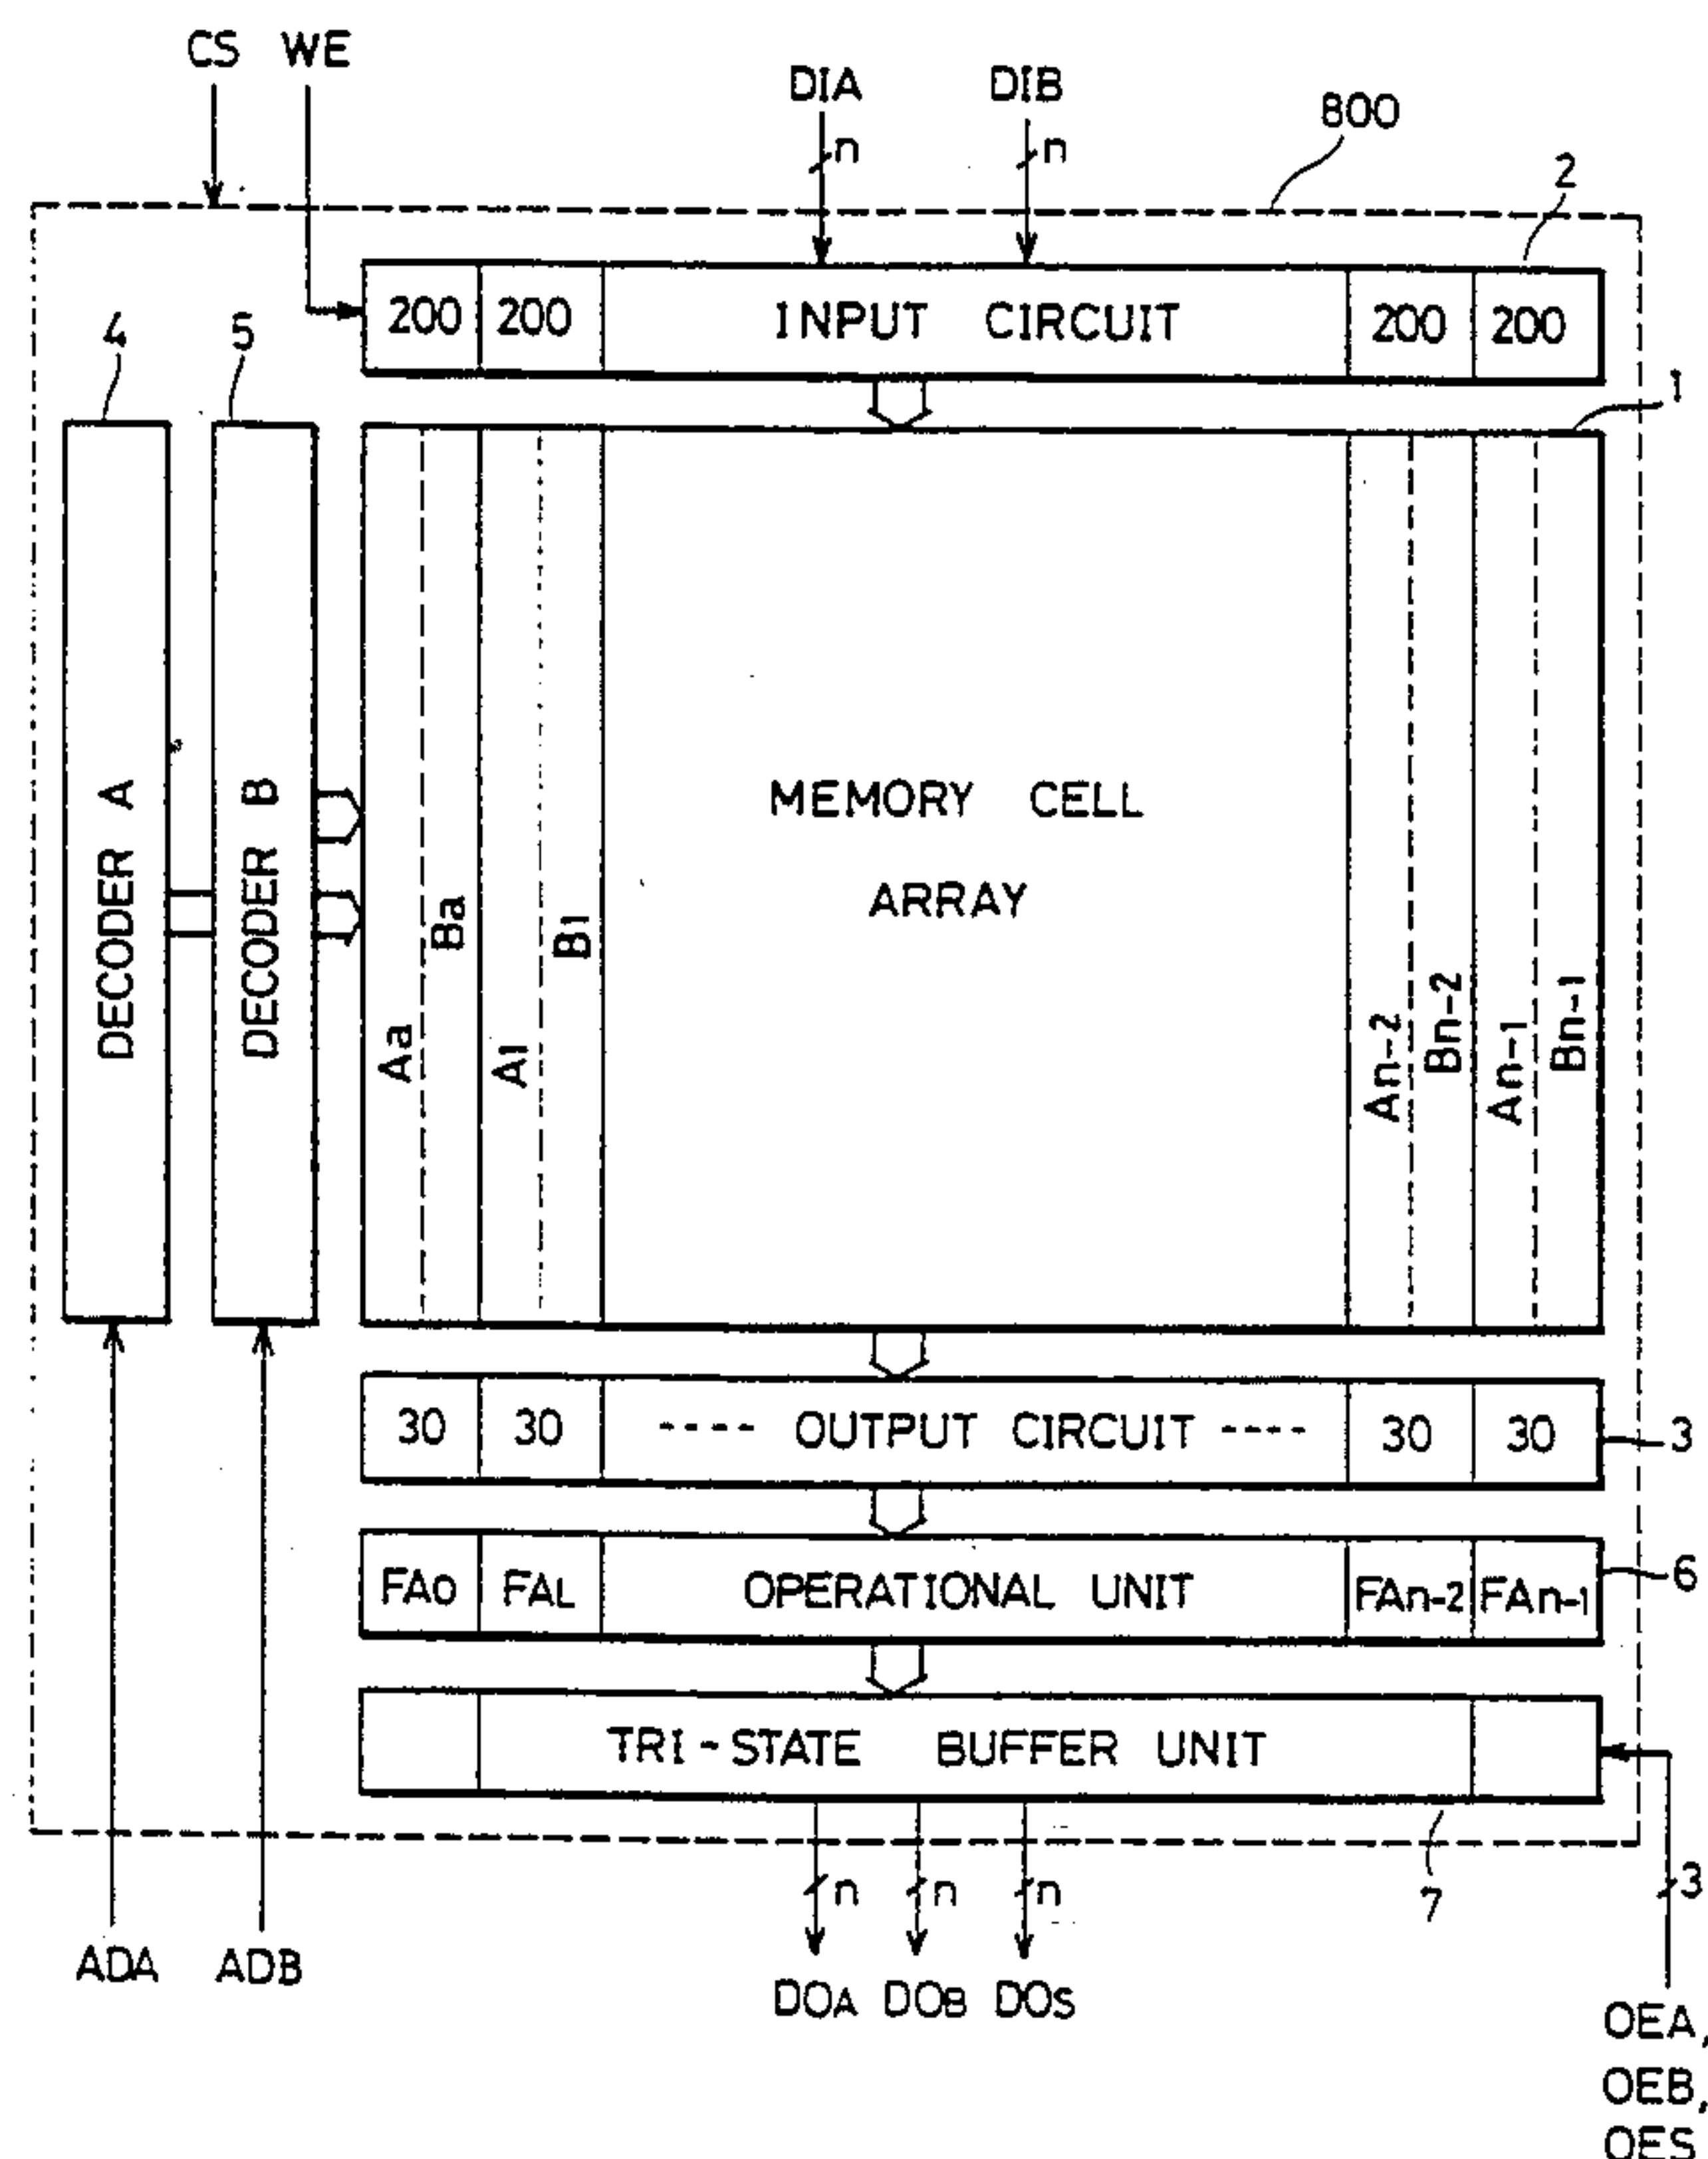 CS WE
DIA DIB
800
n n
2
200 200 INPUT CIRCUIT 200 200
4 5
1
DECODER A
DECODER B
MEMORY CELL
ARRAY
Aa Ba A1 B1
An-2 Bn-2 An-1 Bn-1
30 30 ---- OUTPUT CIRCUIT ---- 30 30
3
FA0 FAL OPERATIONAL UNIT FAn-2 FAn-1
6
TRI-STATE BUFFER UNIT
n n n
7
3
ADA ADB
DOA DOB DOS
OEA,
OEB,
OES